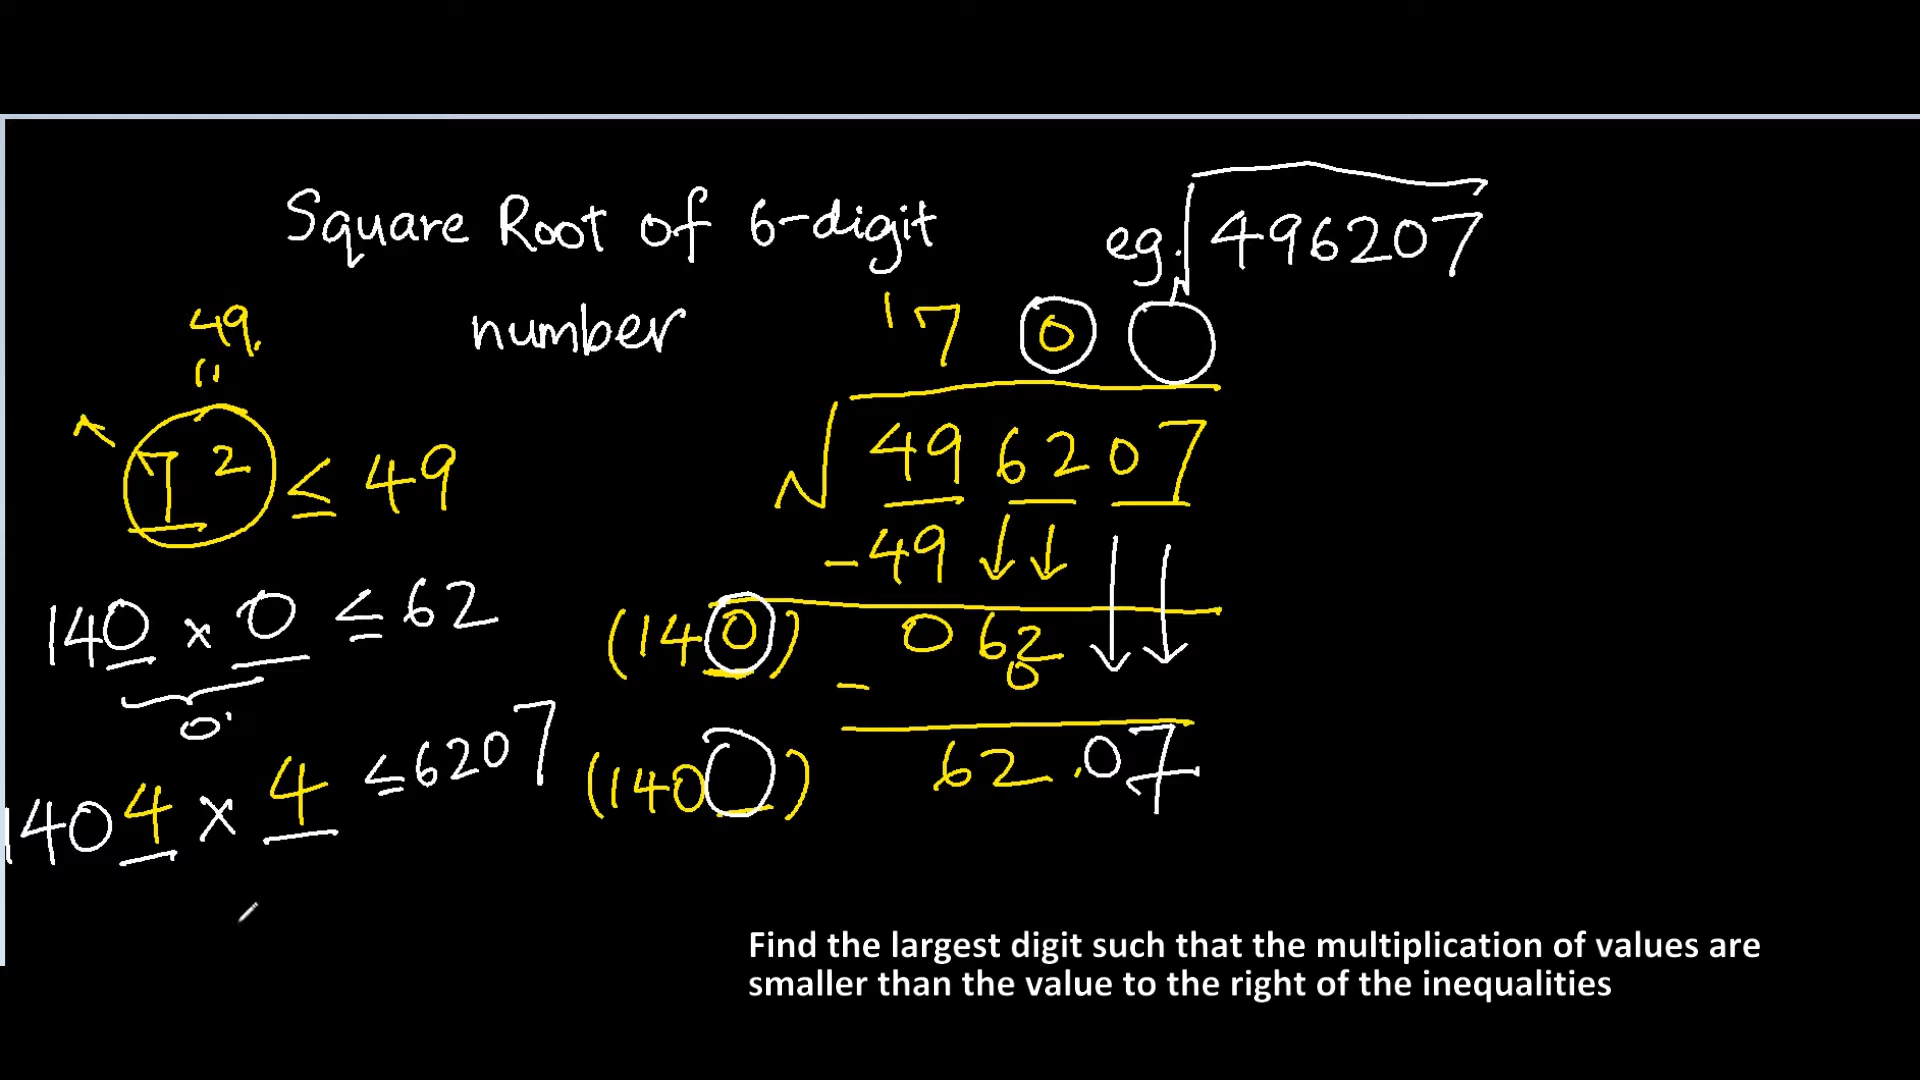 Square Root of 6-digit
number
eg. √496207
49.
''
7² ≤ 49
140 × 0 ≤ 62
0
1404 × 4 ≤ 6207
7 0
√496207
-49
(140) 062
- 0
(140 ) 62.07
Find the largest digit such that the multiplication of values are
smaller than the value to the right of the inequalities